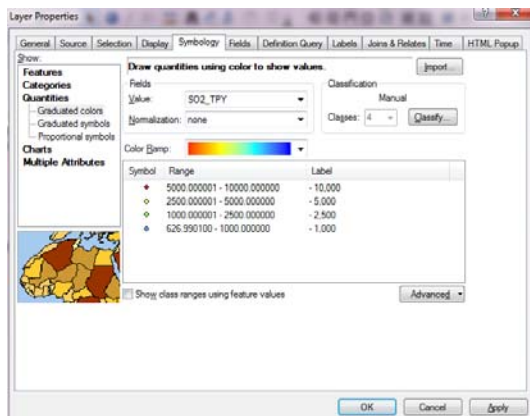 Layer Properties
General Source Selection Display Symbology Fields Definition Query Labels Joins & Relates Time HTML Popup
Show:
Features
Categories
Quantities
Graduated colors
Graduated symbols
Proportional symbols
Charts
Multiple Attributes
Draw quantities using color to show values.
Import...
Fields
Value: SO2_TPY
Normalization: none
Classification
Manual
Classes: 4
Classify...
Color Ramp:
Symbol Range Label
5000.000001 - 10000.000000 - 10,000
2500.000001 - 5000.000000 - 5,000
1000.000001 - 2500.000000 - 2,500
626.990100 - 1000.000000 - 1,000
Show class ranges using feature values
Advanced
OK Cancel Apply